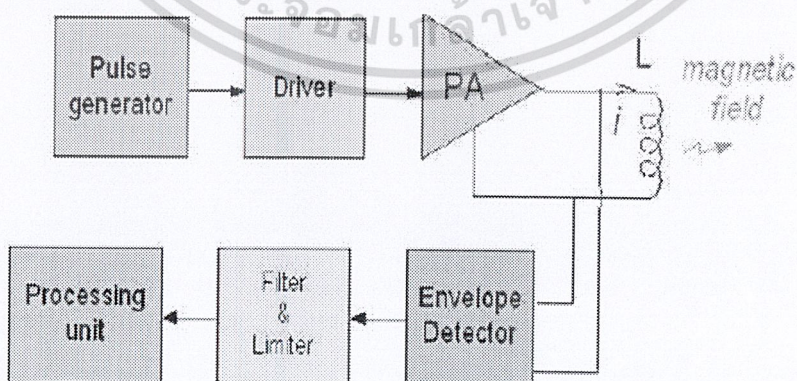 Pulse
generator
Driver
PA
L
i
magnetic
field
Processing
unit
Filter
&
Limiter
Envelope
Detector